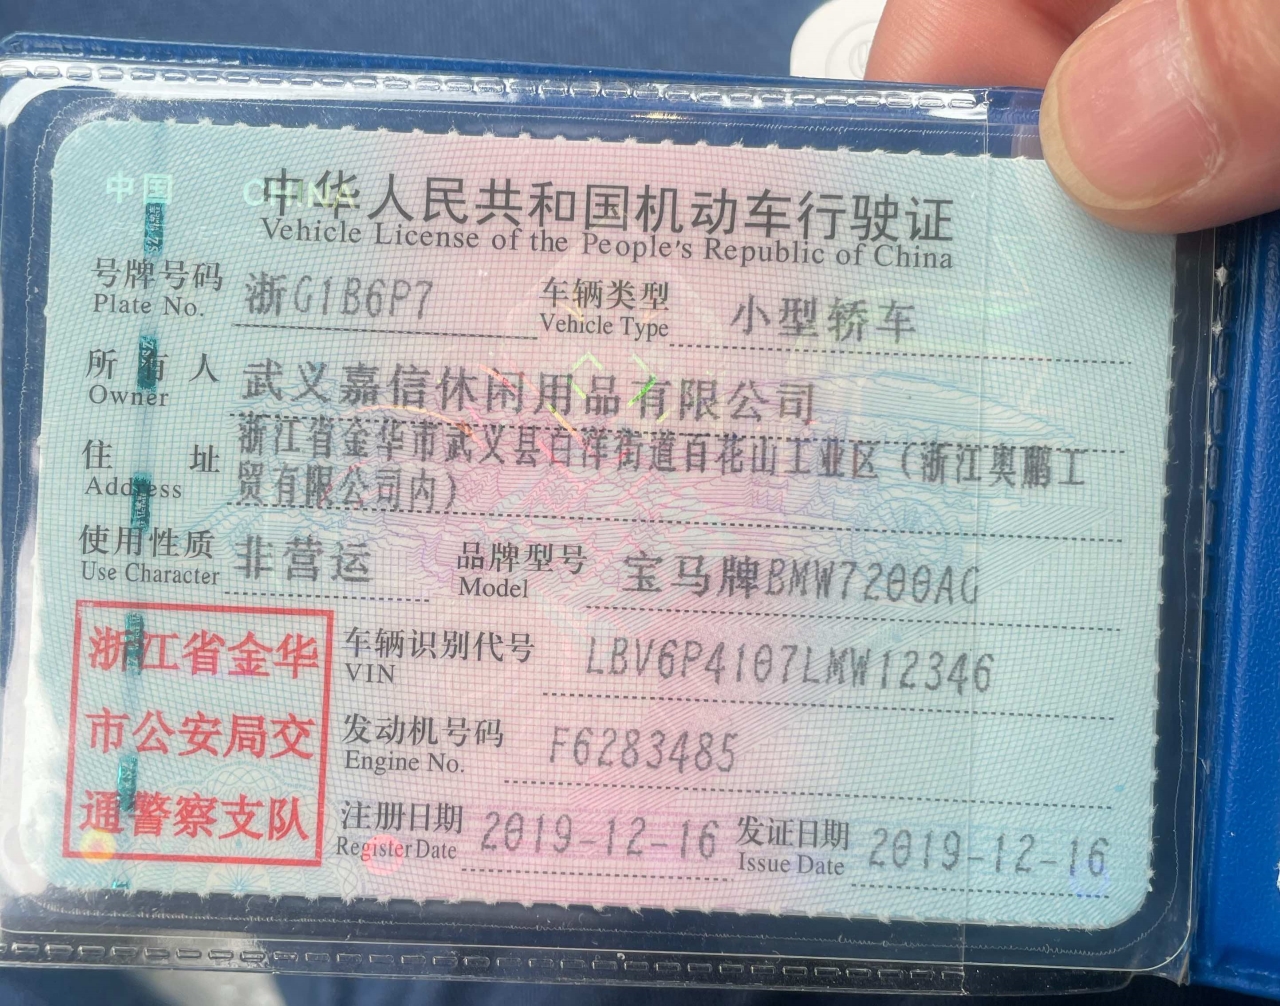 中国 CHINA
中华人民共和国机动车行驶证
Vehicle License of the People's Republic of China
号牌号码 浙G1B6P7 车辆类型 小型轿车
Plate No. Vehicle Type
所有人 武义嘉信休闲用品有限公司
Owner
住址 浙江省金华市武义县百洋街道百花山工业区（浙江奥鹏工
Address 贸有限公司内）
使用性质 非营运 品牌型号 宝马牌BMW7200AG
Use Character Model
浙江省金华
市公安局交
通警察支队
车辆识别代号 LBV6P4107LMW12346
VIN
发动机号码 F6283485
Engine No.
注册日期 2019-12-16 发证日期 2019-12-16
Register Date Issue Date